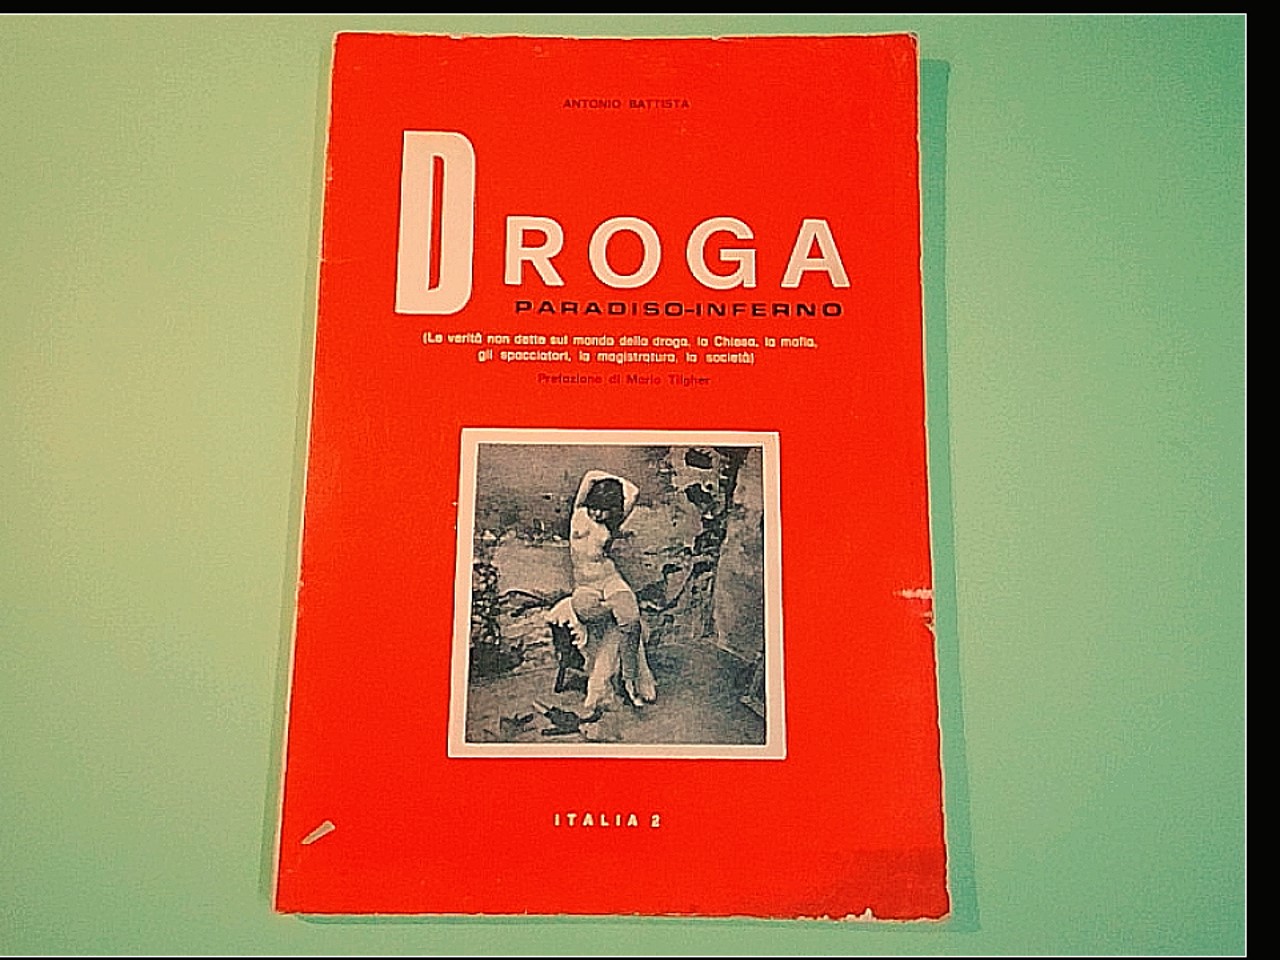 ANTONIO BATTISTA
DROGA
PARADISO-INFERNO
(Le verità non dette sul mondo della droga, la Chiesa, la mafia,
gli spacciatori, la magistratura, la società)
Prefazione di Mario Tilgher
ITALIA 2